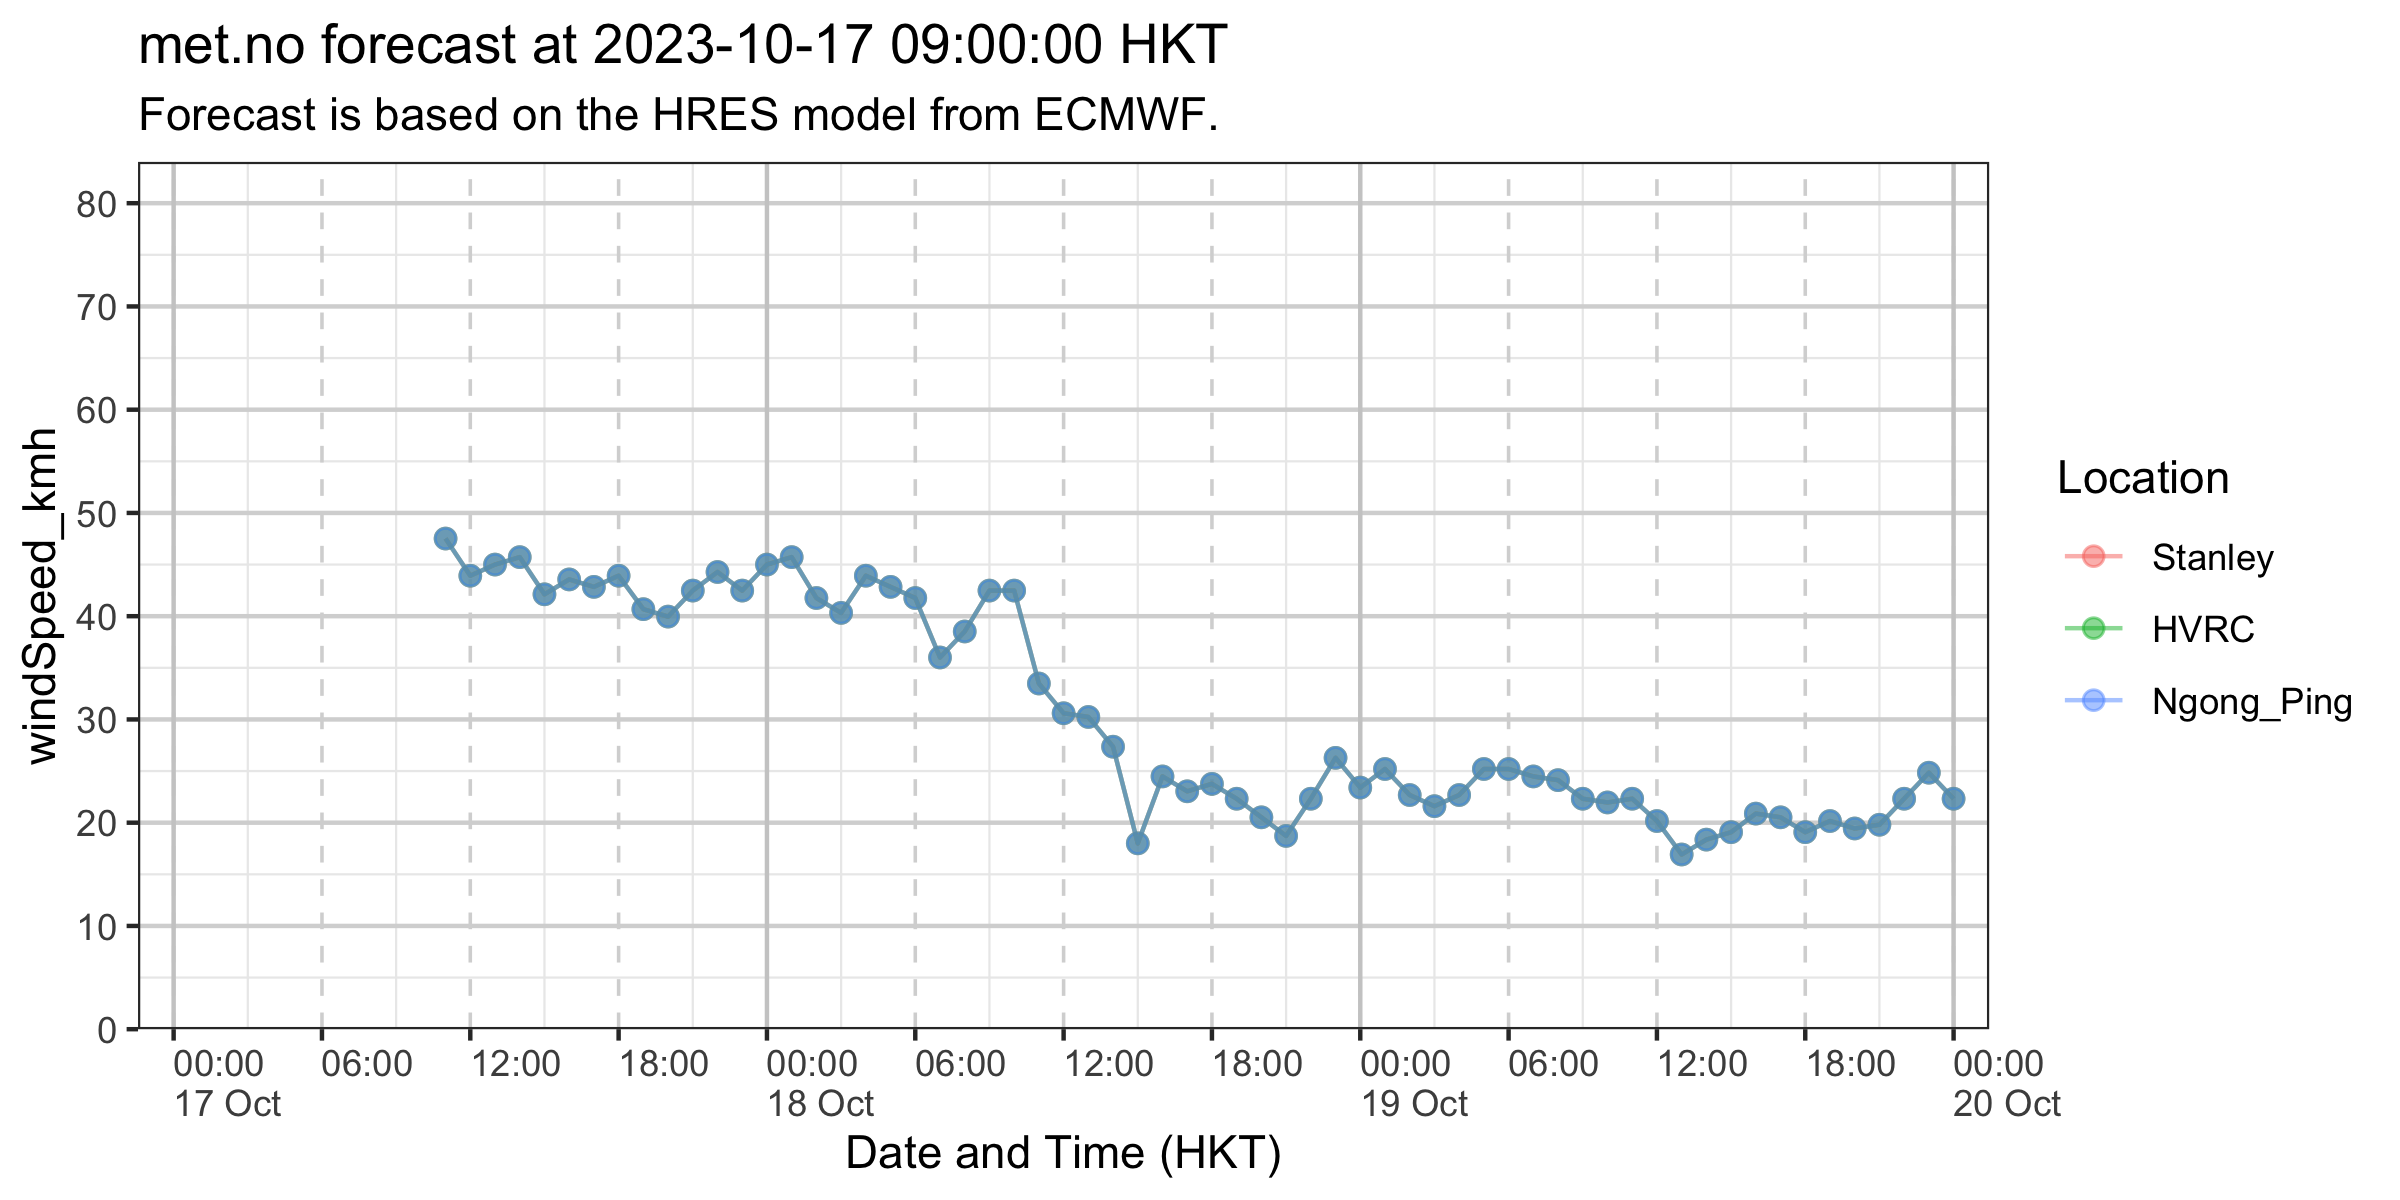 met.no forecast at 2023-10-17 09:00:00 HKT
Forecast is based on the HRES model from ECMWF.
windSpeed_kmh
80
70
60
50
40
30
20
10
0
00:00 06:00 12:00 18:00 00:00 06:00 12:00 18:00 00:00 06:00 12:00 18:00 00:00
17 Oct 18 Oct 19 Oct 20 Oct
Date and Time (HKT)
Location
Stanley
HVRC
Ngong_Ping